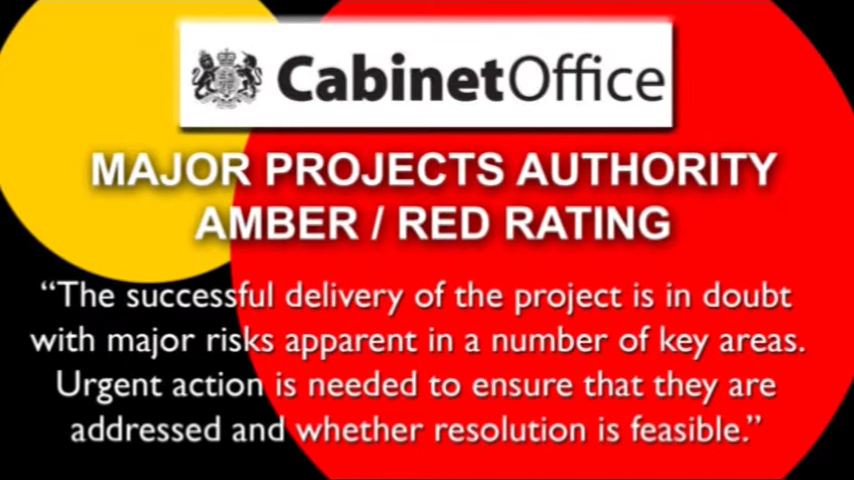 CabinetOffice
MAJOR PROJECTS AUTHORITY
AMBER / RED RATING
“The successful delivery of the project is in doubt
with major risks apparent in a number of key areas.
Urgent action is needed to ensure that they are
addressed and whether resolution is feasible.”